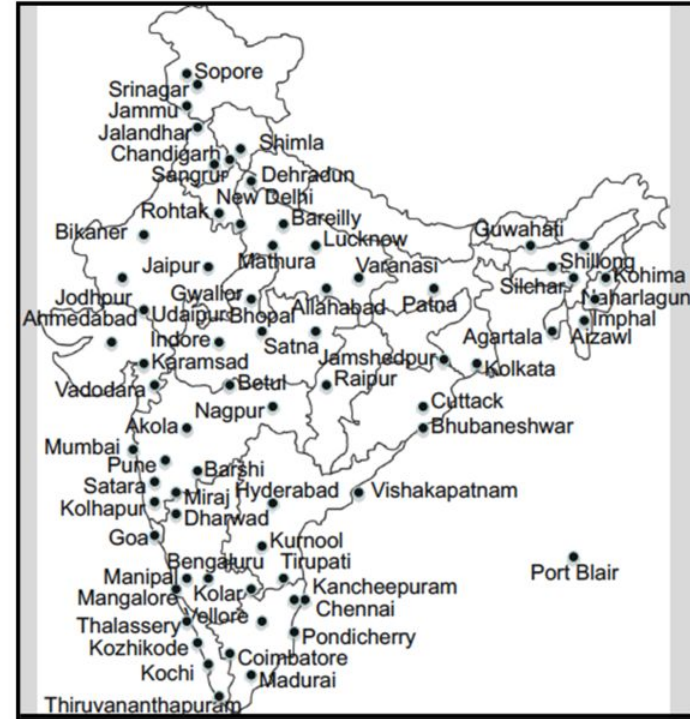 Sopore
Srinagar
Jammu
Jalandhar
Shimla
Chandigarh
Sangrur
Dehradun
New Delhi
Rohtak
Bareilly
Bikaner
Guwahati
Lucknow
Mathura
Jaipur
Varanasi
Shillong
Kohima
Silchar
Gwalior
Jodhpur
Allahabad
Patna
Naharlagun
Udaipur
Bhopal
Ahmedabad
Imphal
Indore
Agartala
Aizawl
Satna
Jamshedpur
Karamsad
Kolkata
Vadodara
Betul
Raipur
Nagpur
Cuttack
Akola
Bhubaneshwar
Mumbai
Pune
Barshi
Satara
Miraj
Hyderabad
Vishakapatnam
Kolhapur
Dharwad
Goa
Kurnool
Bengaluru
Tirupati
Port Blair
Manipal
Kancheepuram
Mangalore
Kolar
Chennai
Vellore
Thalassery
Pondicherry
Kozhikode
Coimbatore
Kochi
Madurai
Thiruvananthapuram